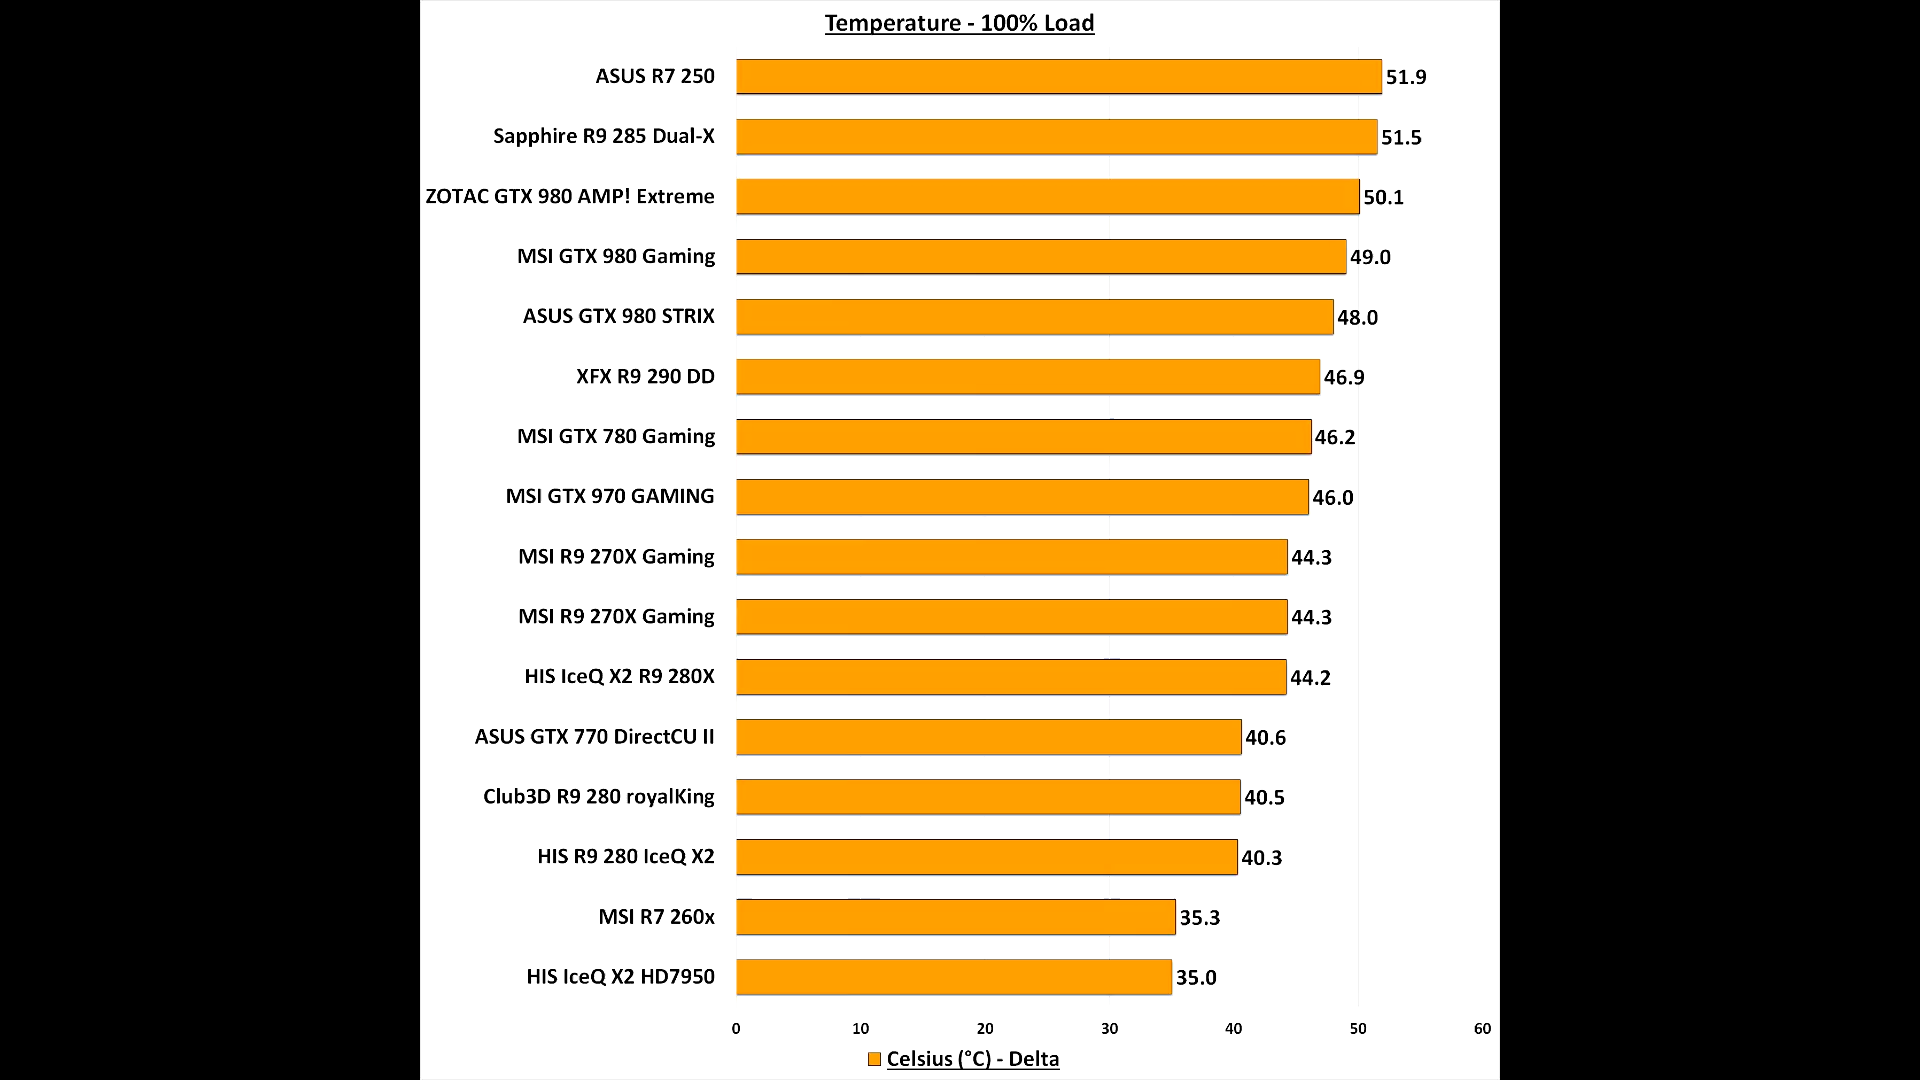 Temperature - 100% Load
ASUS R7 250 51.9
Sapphire R9 285 Dual-X 51.5
ZOTAC GTX 980 AMP! Extreme 50.1
MSI GTX 980 Gaming 49.0
ASUS GTX 980 STRIX 48.0
XFX R9 290 DD 46.9
MSI GTX 780 Gaming 46.2
MSI GTX 970 GAMING 46.0
MSI R9 270X Gaming 44.3
MSI R9 270X Gaming 44.3
HIS IceQ X2 R9 280X 44.2
ASUS GTX 770 DirectCU II 40.6
Club3D R9 280 royalKing 40.5
HIS R9 280 IceQ X2 40.3
MSI R7 260x 35.3
HIS IceQ X2 HD7950 35.0
0 10 20 30 40 50 60
Celsius (°C) - Delta